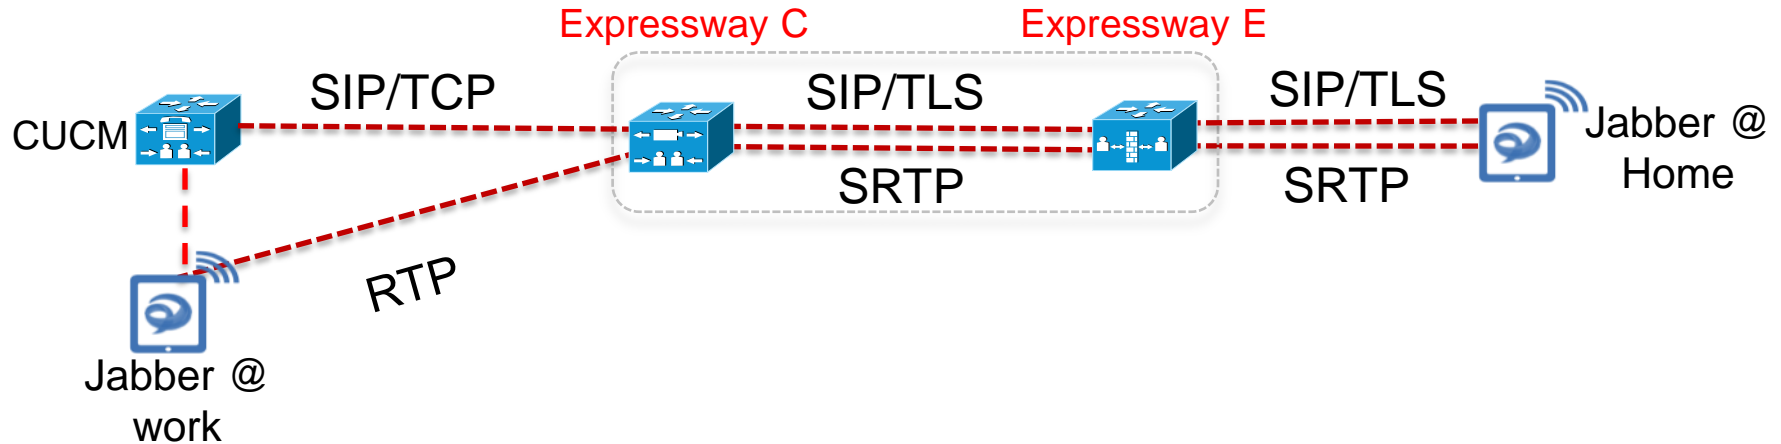 Expressway C
Expressway E
SIP/TCP
SIP/TLS
SIP/TLS
CUCM
Jabber @
Home
SRTP
SRTP
RTP
Jabber @
work